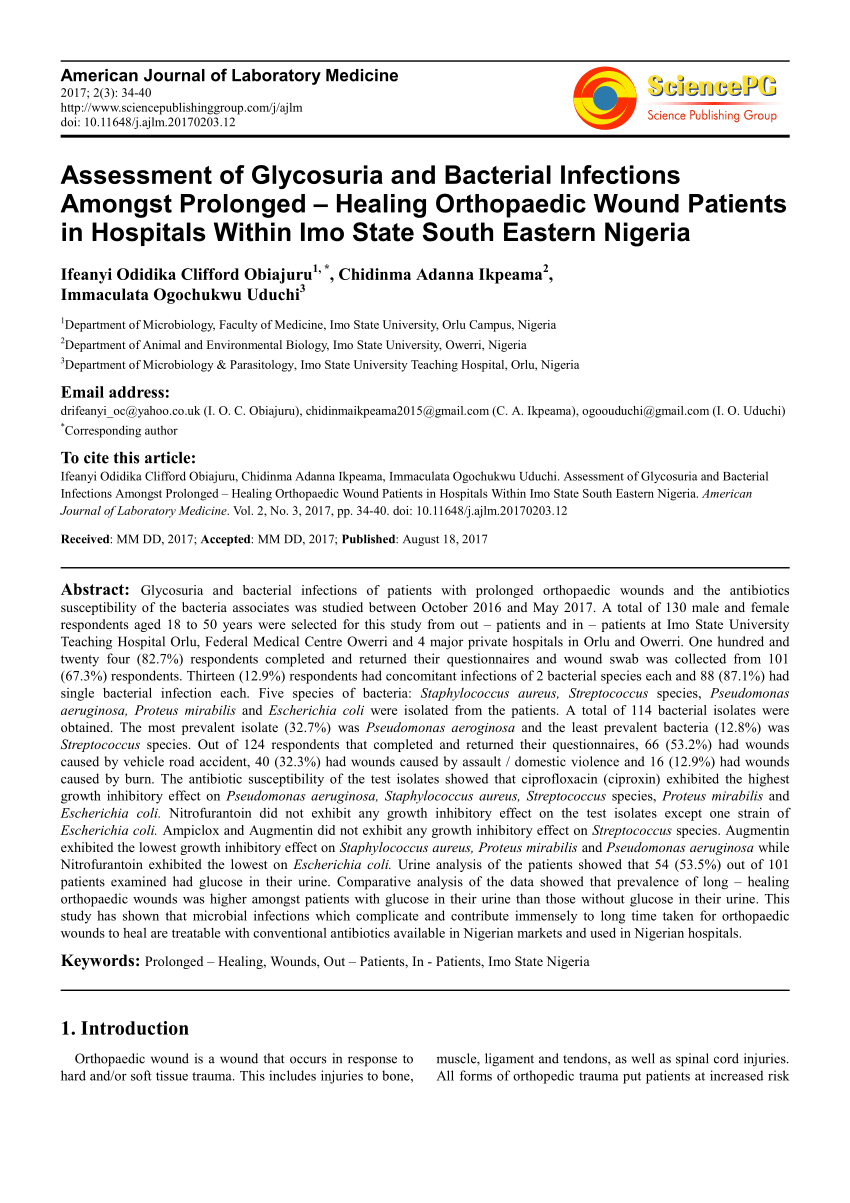 American Journal of Laboratory Medicine
2017; 2(3): 34-40
http://www.sciencepublishinggroup.com/j/ajlm
doi: 10.11648/j.ajlm.20170203.12
SciencePG
Science Publishing Group
Assessment of Glycosuria and Bacterial Infections
Amongst Prolonged – Healing Orthopaedic Wound Patients
in Hospitals Within Imo State South Eastern Nigeria
Ifeanyi Odidika Clifford Obiajuru1, *, Chidinma Adanna Ikpeama2,
Immaculata Ogochukwu Uduchi3
1Department of Microbiology, Faculty of Medicine, Imo State University, Orlu Campus, Nigeria
2Department of Animal and Environmental Biology, Imo State University, Owerri, Nigeria
3Department of Microbiology & Parasitology, Imo State University Teaching Hospital, Orlu, Nigeria
Email address:
drifeanyi_oc@yahoo.co.uk (I. O. C. Obiajuru), chidinmaikpeama2015@gmail.com (C. A. Ikpeama), ogoouduchi@gmail.com (I. O. Uduchi)
*Corresponding author
To cite this article:
Ifeanyi Odidika Clifford Obiajuru, Chidinma Adanna Ikpeama, Immaculata Ogochukwu Uduchi. Assessment of Glycosuria and Bacterial
Infections Amongst Prolonged – Healing Orthopaedic Wound Patients in Hospitals Within Imo State South Eastern Nigeria. American
Journal of Laboratory Medicine. Vol. 2, No. 3, 2017, pp. 34-40. doi: 10.11648/j.ajlm.20170203.12
Received: MM DD, 2017; Accepted: MM DD, 2017; Published: August 18, 2017
Abstract: Glycosuria and bacterial infections of patients with prolonged orthopaedic wounds and the antibiotics
susceptibility of the bacteria associates was studied between October 2016 and May 2017. A total of 130 male and female
respondents aged 18 to 50 years were selected for this study from out – patients and in – patients at Imo State University
Teaching Hospital Orlu, Federal Medical Centre Owerri and 4 major private hospitals in Orlu and Owerri. One hundred and
twenty four (82.7%) respondents completed and returned their questionnaires and wound swab was collected from 101
(67.3%) respondents. Thirteen (12.9%) respondents had concomitant infections of 2 bacterial species each and 88 (87.1%) had
single bacterial infection each. Five species of bacteria: Staphylococcus aureus, Streptococcus species, Pseudomonas
aeruginosa, Proteus mirabilis and Escherichia coli were isolated from the patients. A total of 114 bacterial isolates were
obtained. The most prevalent isolate (32.7%) was Pseudomonas aeroginosa and the least prevalent bacteria (12.8%) was
Streptococcus species. Out of 124 respondents that completed and returned their questionnaires, 66 (53.2%) had wounds
caused by vehicle road accident, 40 (32.3%) had wounds caused by assault / domestic violence and 16 (12.9%) had wounds
caused by burn. The antibiotic susceptibility of the test isolates showed that ciprofloxacin (ciproxin) exhibited the highest
growth inhibitory effect on Pseudomonas aeruginosa, Staphylococcus aureus, Streptococcus species, Proteus mirabilis and
Escherichia coli. Nitrofurantoin did not exhibit any growth inhibitory effect on the test isolates except one strain of
Escherichia coli. Ampiclox and Augmentin did not exhibit any growth inhibitory effect on Streptococcus species. Augmentin
exhibited the lowest growth inhibitory effect on Staphylococcus aureus, Proteus mirabilis and Pseudomonas aeruginosa while
Nitrofurantoin exhibited the lowest on Escherichia coli. Urine analysis of the patients showed that 54 (53.5%) out of 101
patients examined had glucose in their urine. Comparative analysis of the data showed that prevalence of long – healing
orthopaedic wounds was higher amongst patients with glucose in their urine than those without glucose in their urine. This
study has shown that microbial infections which complicate and contribute immensely to long time taken for orthopaedic
wounds to heal are treatable with conventional antibiotics available in Nigerian markets and used in Nigerian hospitals.
Keywords: Prolonged – Healing, Wounds, Out – Patients, In - Patients, Imo State Nigeria
1. Introduction
Orthopaedic wound is a wound that occurs in response to
hard and/or soft tissue trauma. This includes injuries to bone,
muscle, ligament and tendons, as well as spinal cord injuries.
All forms of orthopedic trauma put patients at increased risk